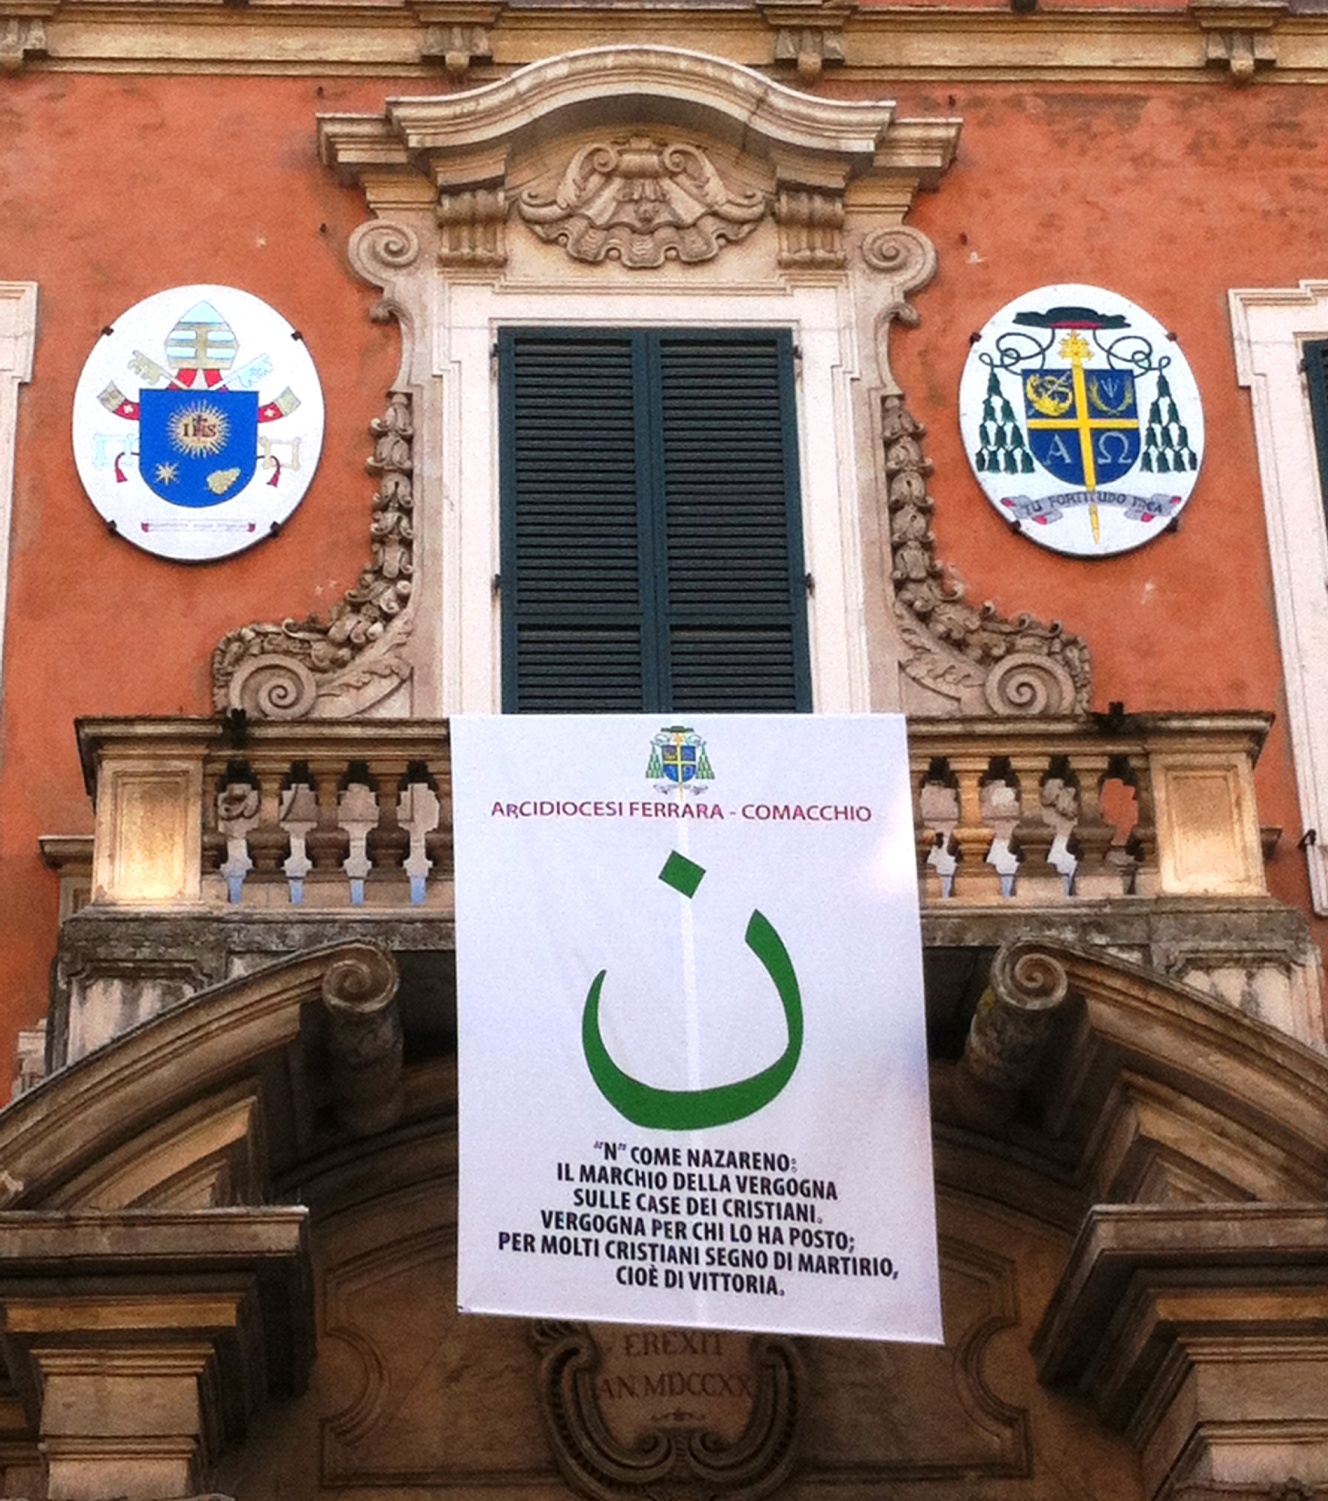 IHS
A Ω
TU FORTITUDO MEA
ARCIDIOCESI FERRARA - COMACCHIO
ن
"N" COME NAZARENO:
IL MARCHIO DELLA VERGOGNA
SULLE CASE DEI CRISTIANI.
VERGOGNA PER CHI LO HA POSTO;
PER MOLTI CRISTIANI SEGNO DI MARTIRIO,
CIOÈ DI VITTORIA.
EREXIT
AN. MDCCXX